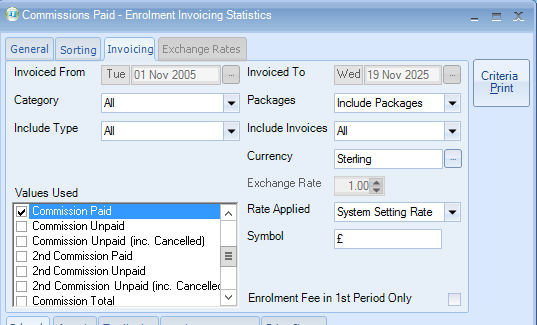 Commissions Paid - Enrolment Invoicing Statistics
General Sorting Invoicing Exchange Rates
Invoiced From Tue 01 Nov 2005 ... Invoiced To Wed 19 Nov 2025 ...
Criteria
Print
Category All Packages Include Packages
Include Type All Include Invoices All
Currency Sterling ...
Exchange Rate 1.00
Values Used Rate Applied System Setting Rate
Commission Paid
Commission Unpaid
Symbol £
Commission Unpaid (inc. Cancelled)
2nd Commission Paid
2nd Commission Unpaid
2nd Commission Unpaid (inc. Cancelled
Commission Total
Enrolment Fee in 1st Period Only